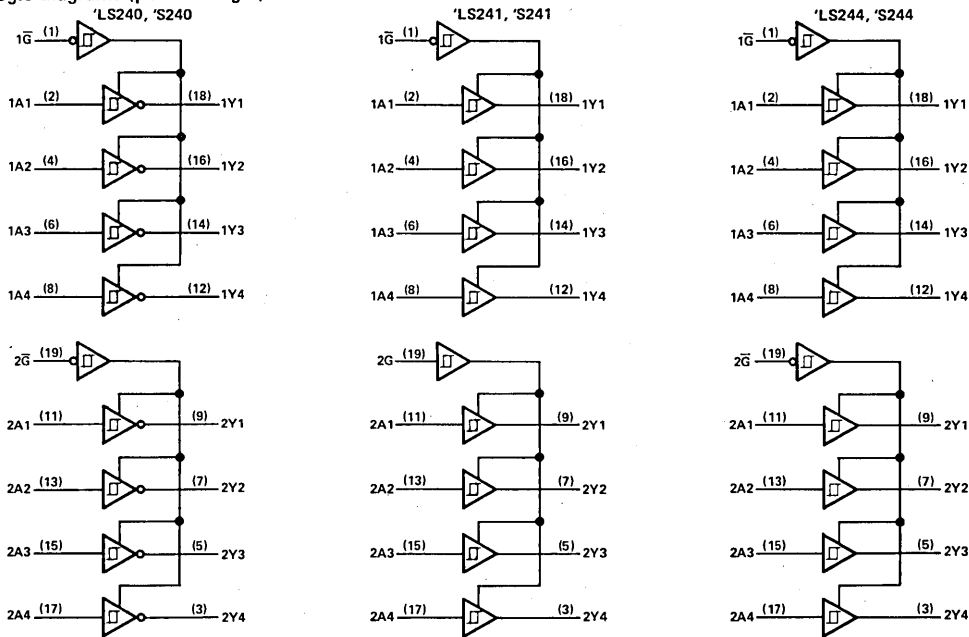 'LS240, 'S240
1G̅ (1)
1A1 (2) (18) 1Y1
1A2 (4) (16) 1Y2
1A3 (6) (14) 1Y3
1A4 (8) (12) 1Y4
2G̅ (19)
2A1 (11) (9) 2Y1
2A2 (13) (7) 2Y2
2A3 (15) (5) 2Y3
2A4 (17) (3) 2Y4
'LS241, 'S241
1G̅ (1)
1A1 (2) (18) 1Y1
1A2 (4) (16) 1Y2
1A3 (6) (14) 1Y3
1A4 (8) (12) 1Y4
2G (19)
2A1 (11) (9) 2Y1
2A2 (13) (7) 2Y2
2A3 (15) (5) 2Y3
2A4 (17) (3) 2Y4
'LS244, 'S244
1G̅ (1)
1A1 (2) (18) 1Y1
1A2 (4) (16) 1Y2
1A3 (6) (14) 1Y3
1A4 (8) (12) 1Y4
2G̅ (19)
2A1 (11) (9) 2Y1
2A2 (13) (7) 2Y2
2A3 (15) (5) 2Y3
2A4 (17) (3) 2Y4